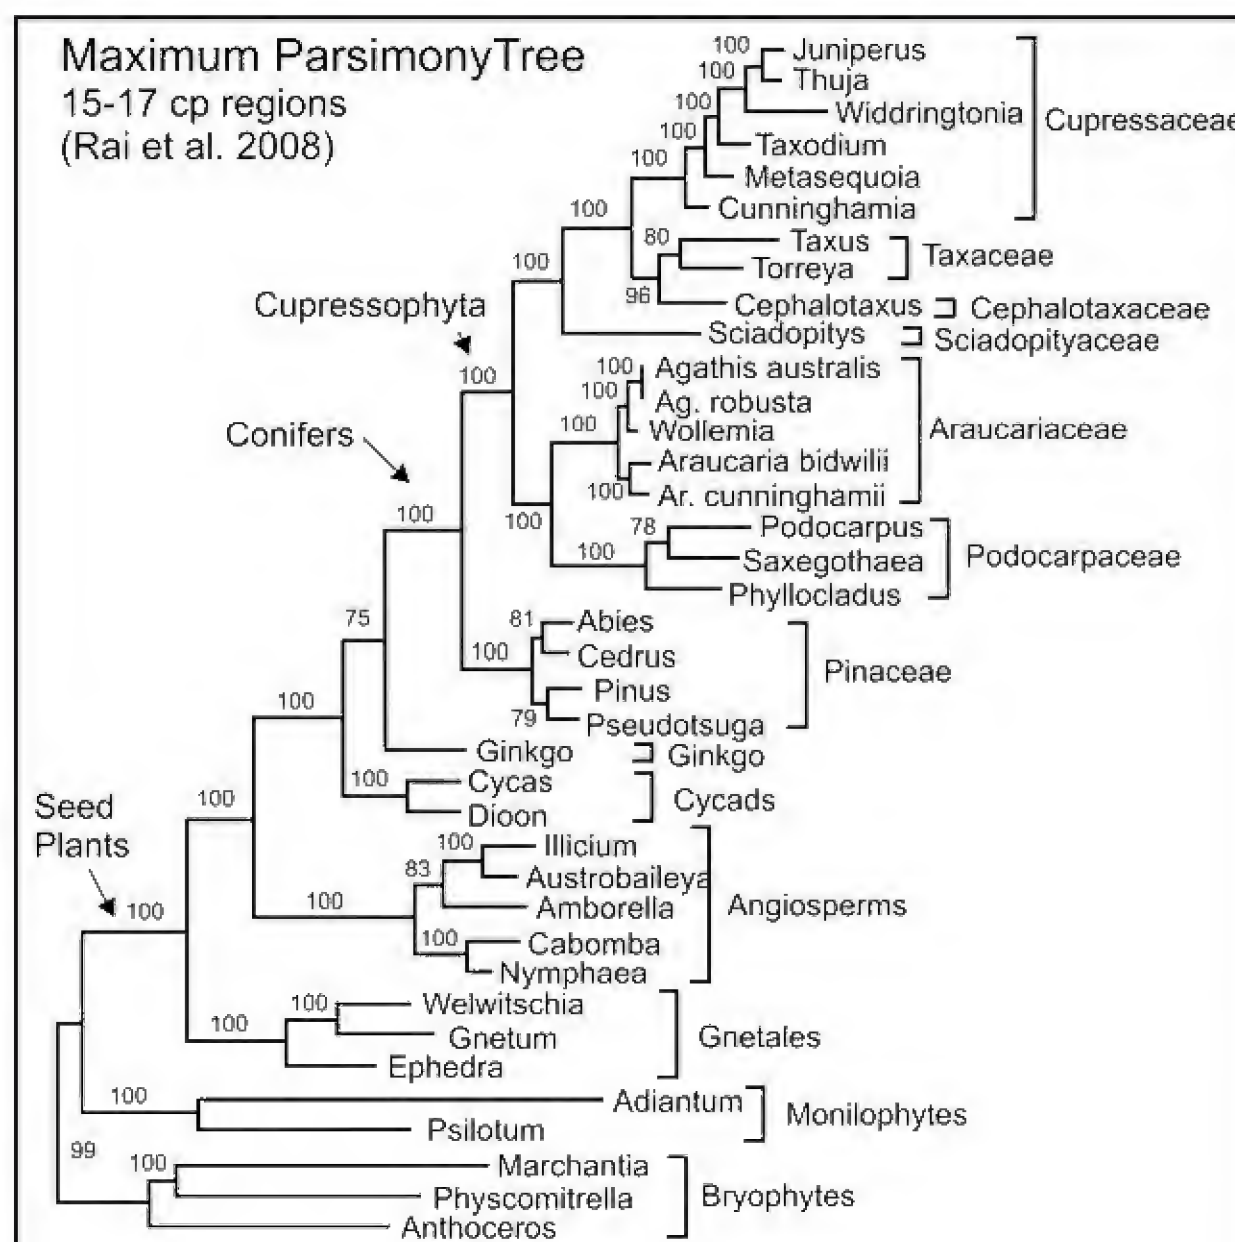 Maximum ParsimonyTree
15-17 cp regions
(Rai et al. 2008)
100 Juniperus
100 Thuja
Widdringtonia
Cupressaceae
100
100 Taxodium
100 Metasequoia
Cunninghamia
100
80 Taxus
Torreya
Taxaceae
100
96
Cephalotaxus
Cephalotaxaceae
Cupressophyta
Sciadopitys
Sciadopityaceae
100
100 Agathis australis
100 Ag. robusta
100 Wollemia
Araucariaceae
Conifers
Araucaria bidwilii
100 Ar. cunninghamii
100
100
78 Podocarpus
100 Saxegothaea
Podocarpaceae
Phyllocladus
75
81 Abies
100 Cedrus
Pinaceae
Pinus
79 Pseudotsuga
100
Ginkgo
Ginkgo
100 Cycas
Dioon
Cycads
100
Seed
Plants
100 Illicium
83 Austrobaileya
100 Amborella
Angiosperms
100
100 Cabomba
Nymphaea
100 Welwitschia
100 Gnetum
Gnetales
Ephedra
100 Adiantum
Monilophytes
Psilotum
99
100 Marchantia
Physcomitrella
Bryophytes
Anthoceros